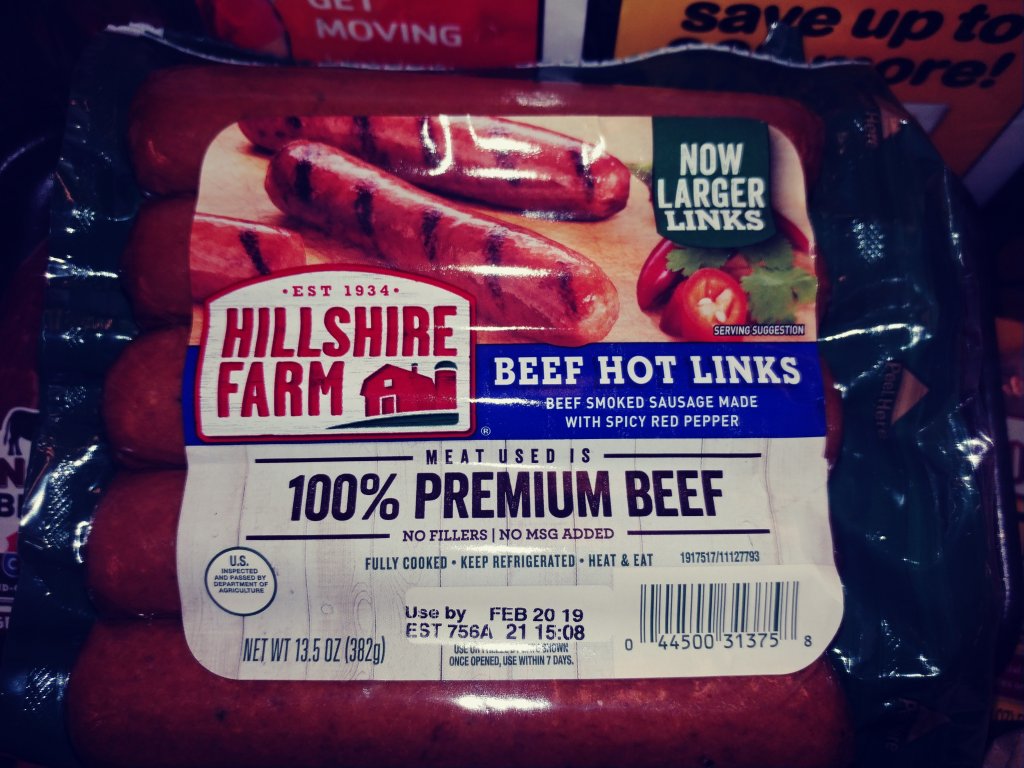 GET
MOVING
save up to
more!
NOW
LARGER
LINKS
SERVING SUGGESTION
·EST 1934·
HILLSHIRE
FARM
®
BEEF HOT LINKS
BEEF SMOKED SAUSAGE MADE
WITH SPICY RED PEPPER
MEAT USED IS
100% PREMIUM BEEF
NO FILLERS | NO MSG ADDED
FULLY COOKED • KEEP REFRIGERATED • HEAT & EAT
1917517/11127793
U.S.
INSPECTED
AND PASSED BY
DEPARTMENT OF
AGRICULTURE
Use by FEB 20 19
EST 756A 21 15:08
ONCE OPENED, USE WITHIN 7 DAYS.
NET WT 13.5 OZ (382g)
0 44500 31375 8
Peel Here